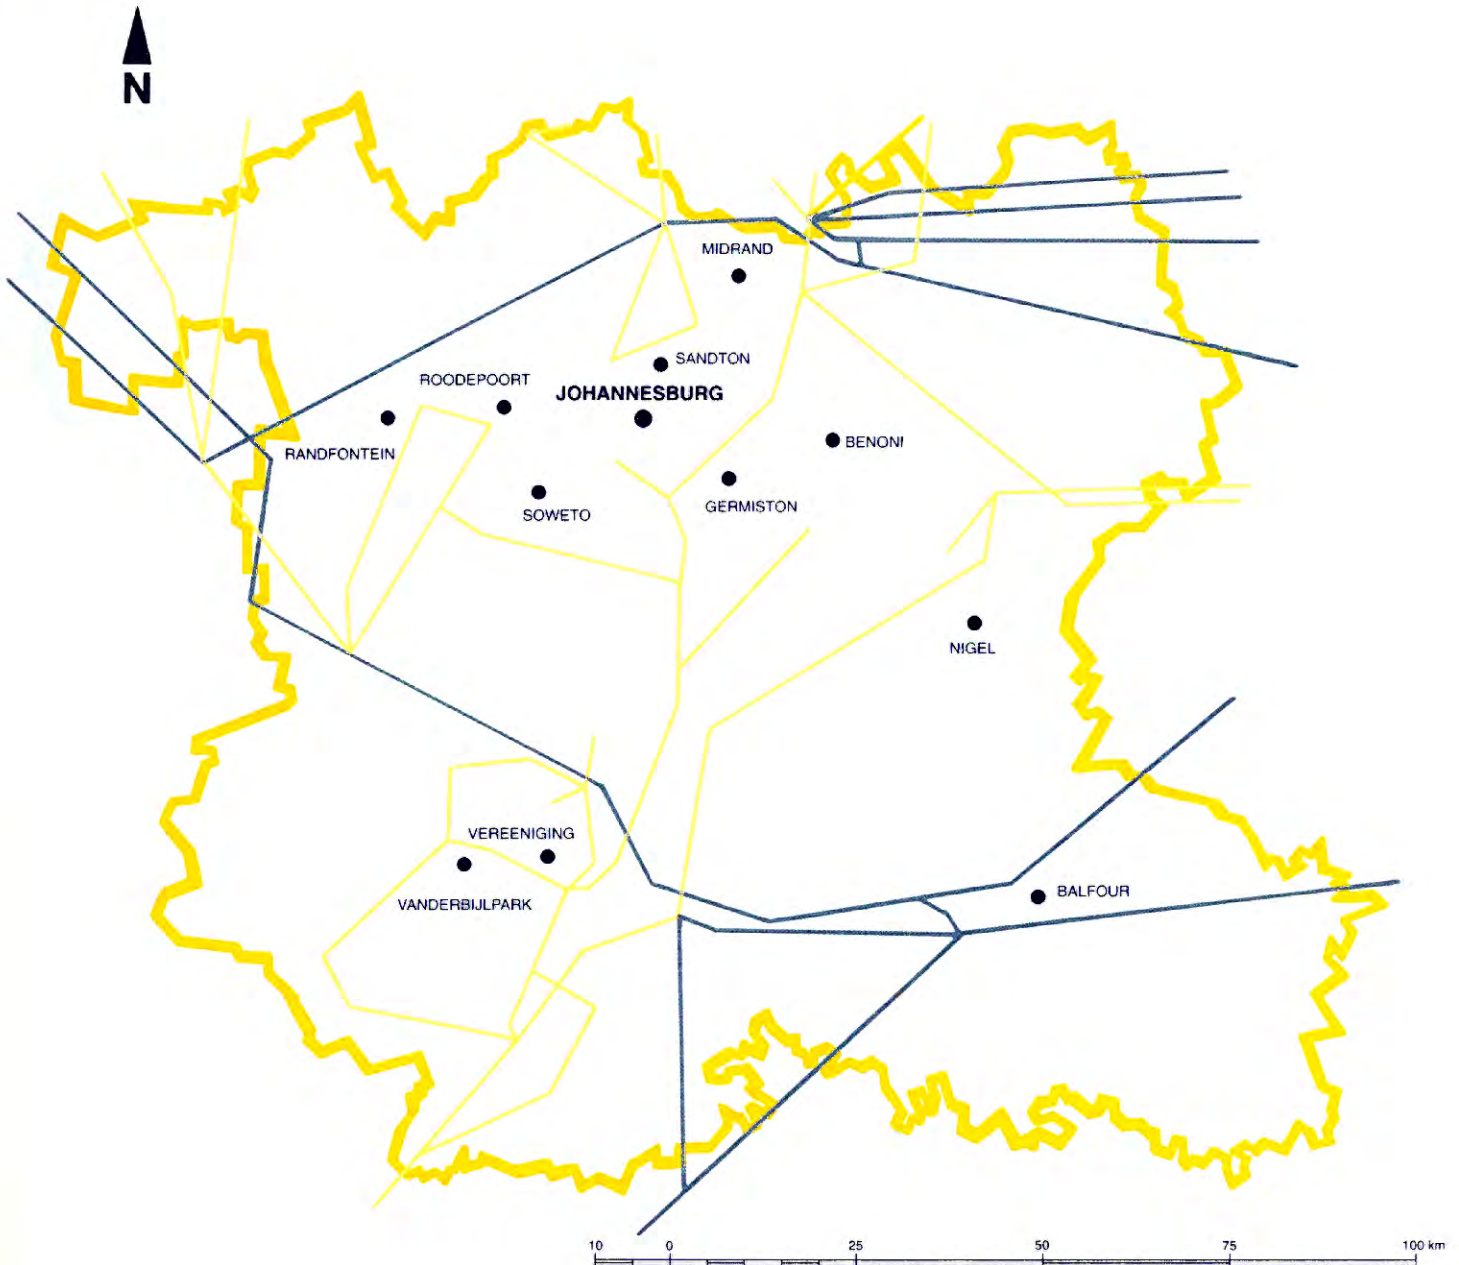 N
MIDRAND
SANDTON
ROODEPOORT
JOHANNESBURG
RANDFONTEIN
BENONI
GERMISTON
SOWETO
NIGEL
VEREENIGING
VANDERBIJLPARK
BALFOUR
10 0 25 50 75 100 km